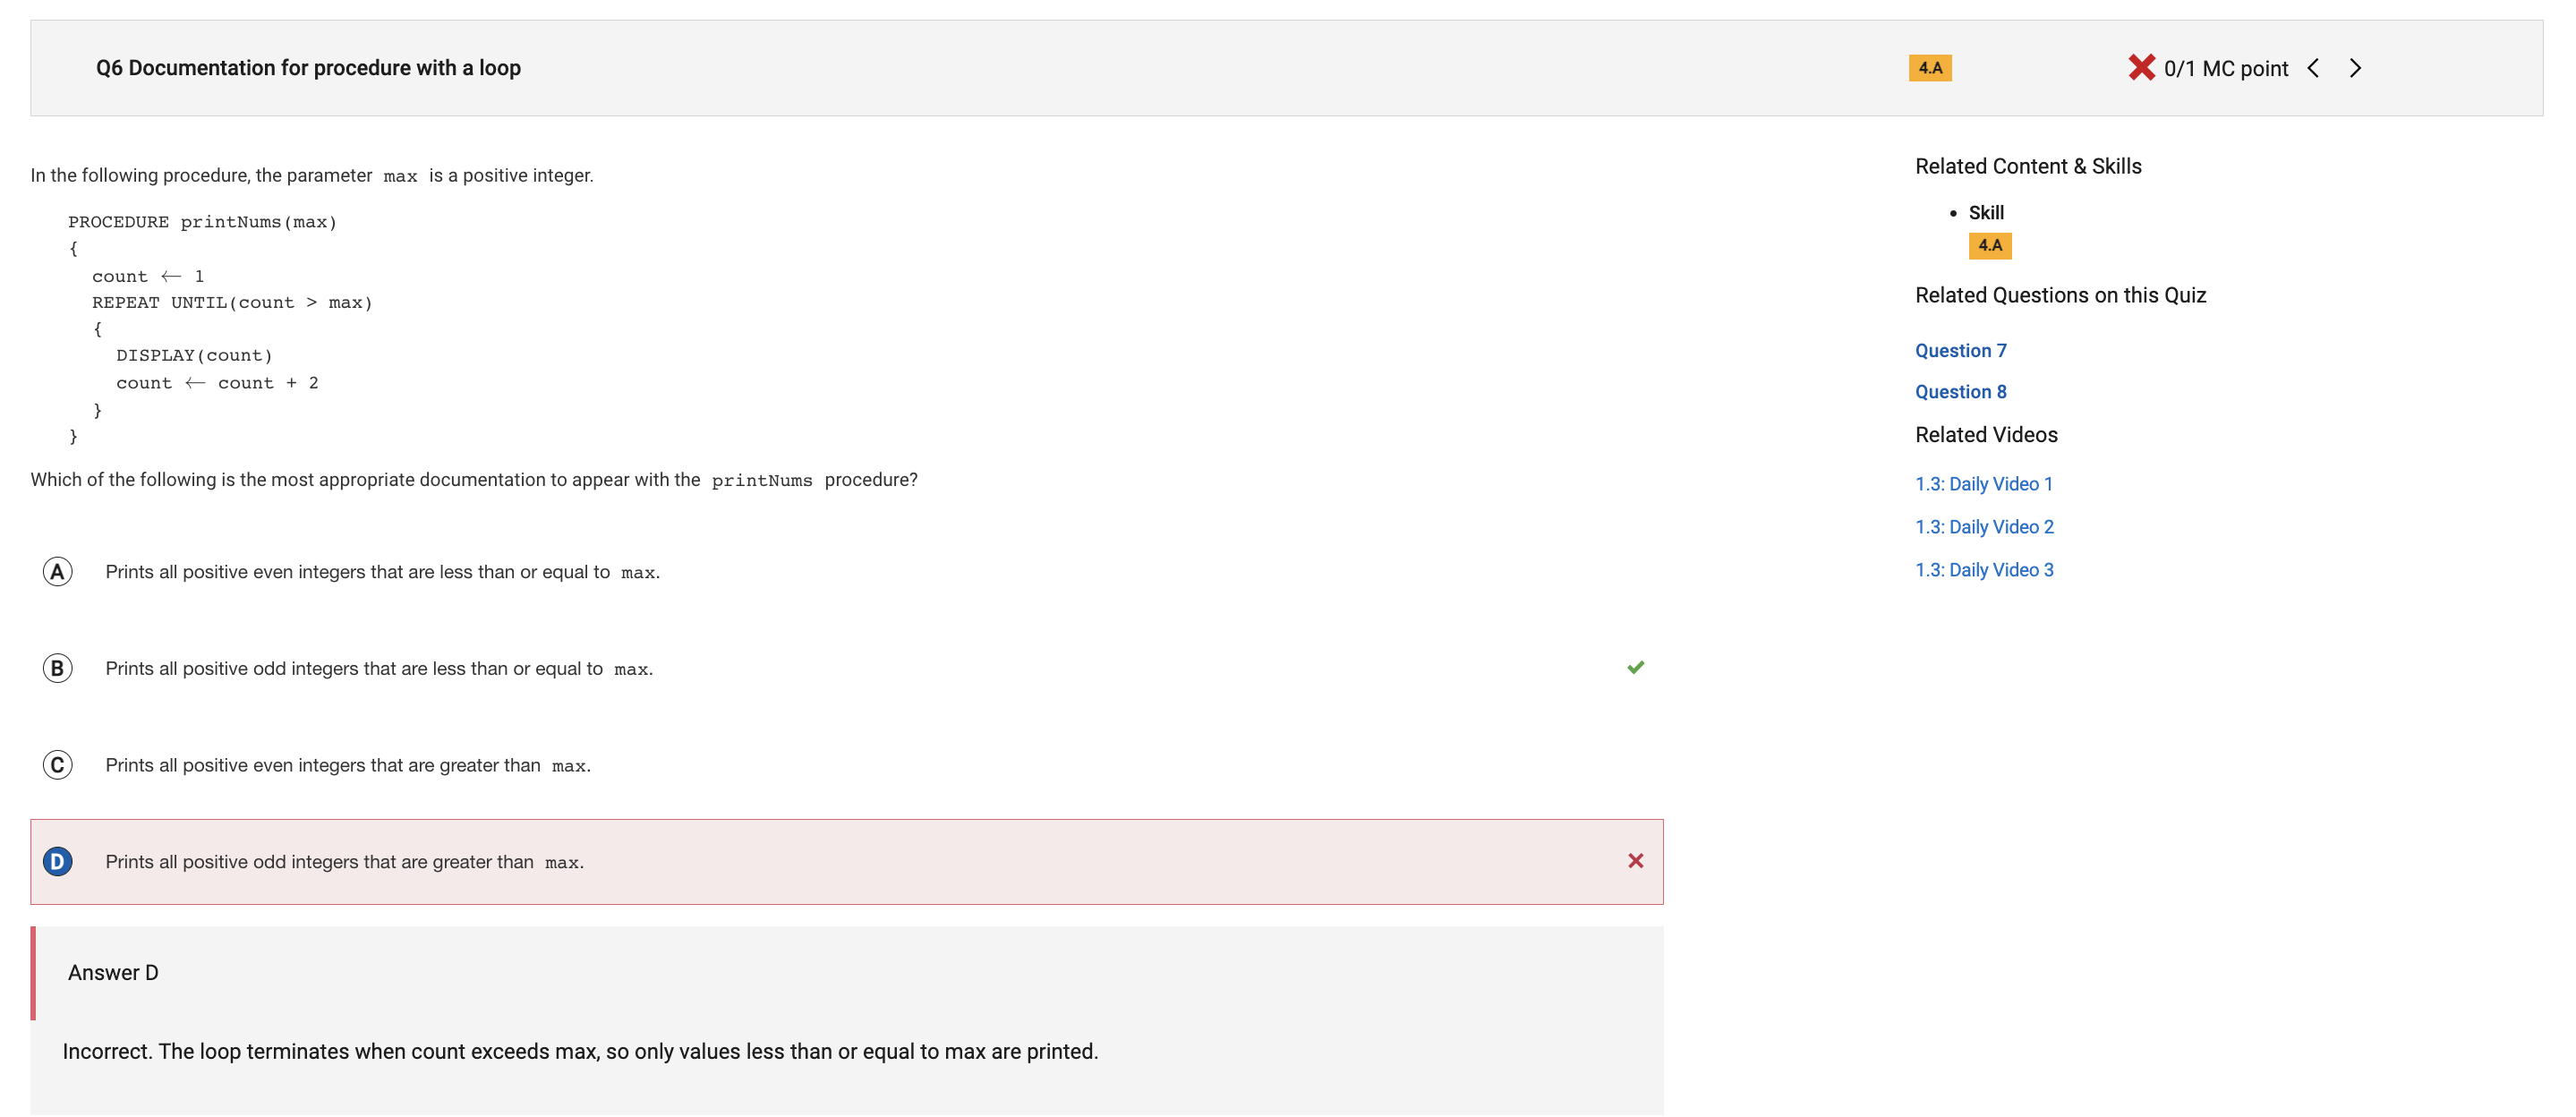 Q6 Documentation for procedure with a loop
4.A
0/1 MC point
In the following procedure, the parameter max is a positive integer.
PROCEDURE printNums(max)
{
count ← 1
REPEAT UNTIL(count > max)
{
DISPLAY(count)
count ← count + 2
}
}
Which of the following is the most appropriate documentation to appear with the printNums procedure?
A Prints all positive even integers that are less than or equal to max.
B Prints all positive odd integers that are less than or equal to max.
C Prints all positive even integers that are greater than max.
D Prints all positive odd integers that are greater than max.
Answer D
Incorrect. The loop terminates when count exceeds max, so only values less than or equal to max are printed.
Related Content & Skills
• Skill
4.A
Related Questions on this Quiz
Question 7
Question 8
Related Videos
1.3: Daily Video 1
1.3: Daily Video 2
1.3: Daily Video 3